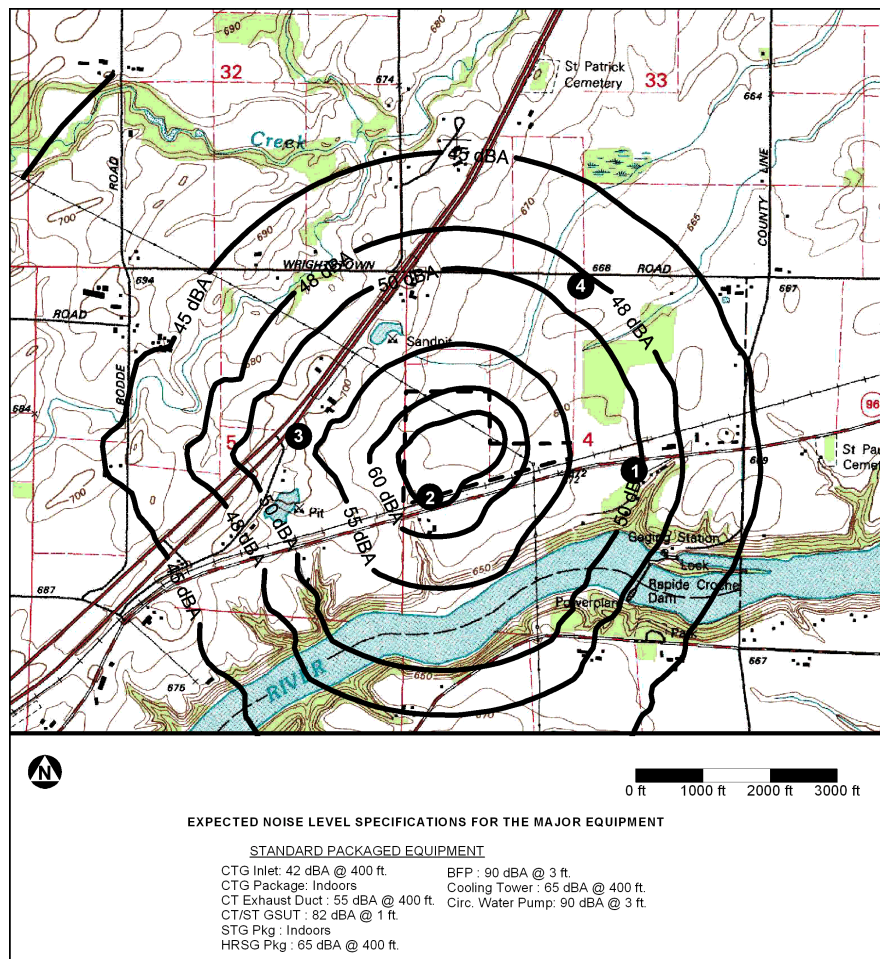 690
680
32
33
St Patrick
Cemetery
674
664
Creek
45 dBA
ROAD
COUNTY LINE
700
690
670
665
WRIGHTSTOWN
668
ROAD
48 dBA
50 dBA
694
667
4
45 dBA
48 dBA
ROAD
Sandpit
680
700
BODDE
684
96
5
3
4
St Pau
Cemete
1
669
700
60 dBA
2
672
Pit
55 dBA
50 dBA
48 dBA
50 dBA
Gaging Station
Lock
45 dBA
650
Rapide Croche
Dam
687
Powerplant
Park
667
675
RIVER
650
670
N
0 ft 1000 ft 2000 ft 3000 ft
EXPECTED NOISE LEVEL SPECIFICATIONS FOR THE MAJOR EQUIPMENT
STANDARD PACKAGED EQUIPMENT
CTG Inlet: 42 dBA @ 400 ft.
CTG Package: Indoors
CT Exhaust Duct : 55 dBA @ 400 ft.
CT/ST GSUT : 82 dBA @ 1 ft.
STG Pkg : Indoors
HRSG Pkg : 65 dBA @ 400 ft.
BFP : 90 dBA @ 3 ft.
Cooling Tower : 65 dBA @ 400 ft.
Circ. Water Pump: 90 dBA @ 3 ft.